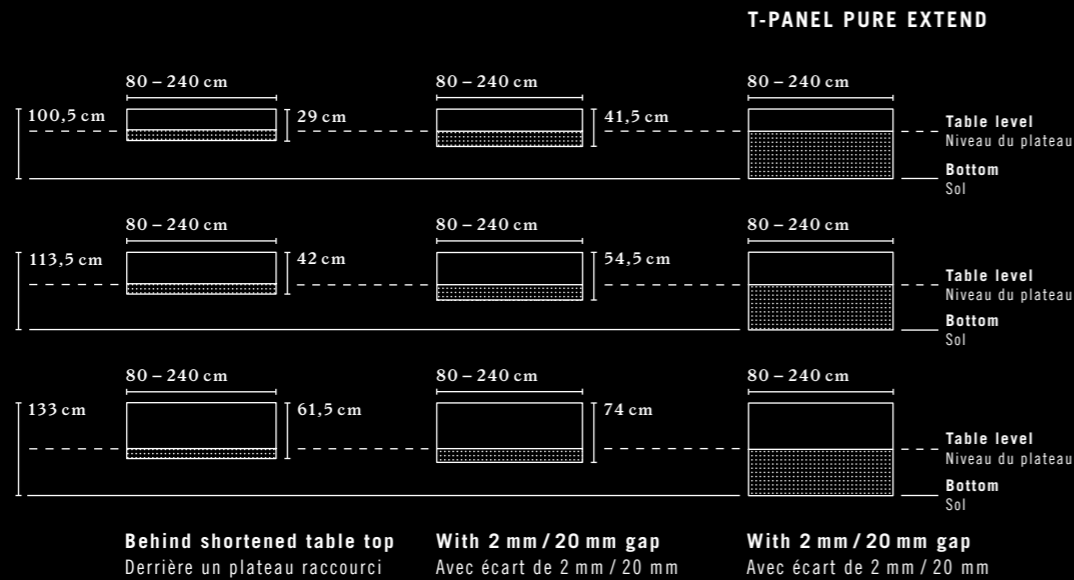 T-PANEL PURE EXTEND
80 – 240 cm
80 – 240 cm
80 – 240 cm
100,5 cm
29 cm
41,5 cm
Table level
Niveau du plateau
Bottom
Sol
80 – 240 cm
80 – 240 cm
80 – 240 cm
113,5 cm
42 cm
54,5 cm
Table level
Niveau du plateau
Bottom
Sol
80 – 240 cm
80 – 240 cm
80 – 240 cm
133 cm
61,5 cm
74 cm
Table level
Niveau du plateau
Bottom
Sol
Behind shortened table top
Derrière un plateau raccourci
With 2 mm / 20 mm gap
Avec écart de 2 mm / 20 mm
With 2 mm / 20 mm gap
Avec écart de 2 mm / 20 mm